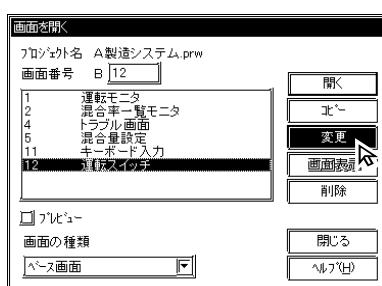 画面を開く
ﾌﾟﾛｼﾞｪｸﾄ名 A製造システム.prw
画面番号 B 12
1 運転モニタ
2 混合率一覧モニタ
4 トラブル画面
5 混合量設定
11 キーボード入力
12 運転スイッチ
開く
ｺﾋﾟｰ
変更
画面表示
削除
ﾌﾟﾚﾋﾞｭｰ
画面の種類
ﾍﾞｰｽ画面
閉じる
ﾍﾙﾌﾟ(H)